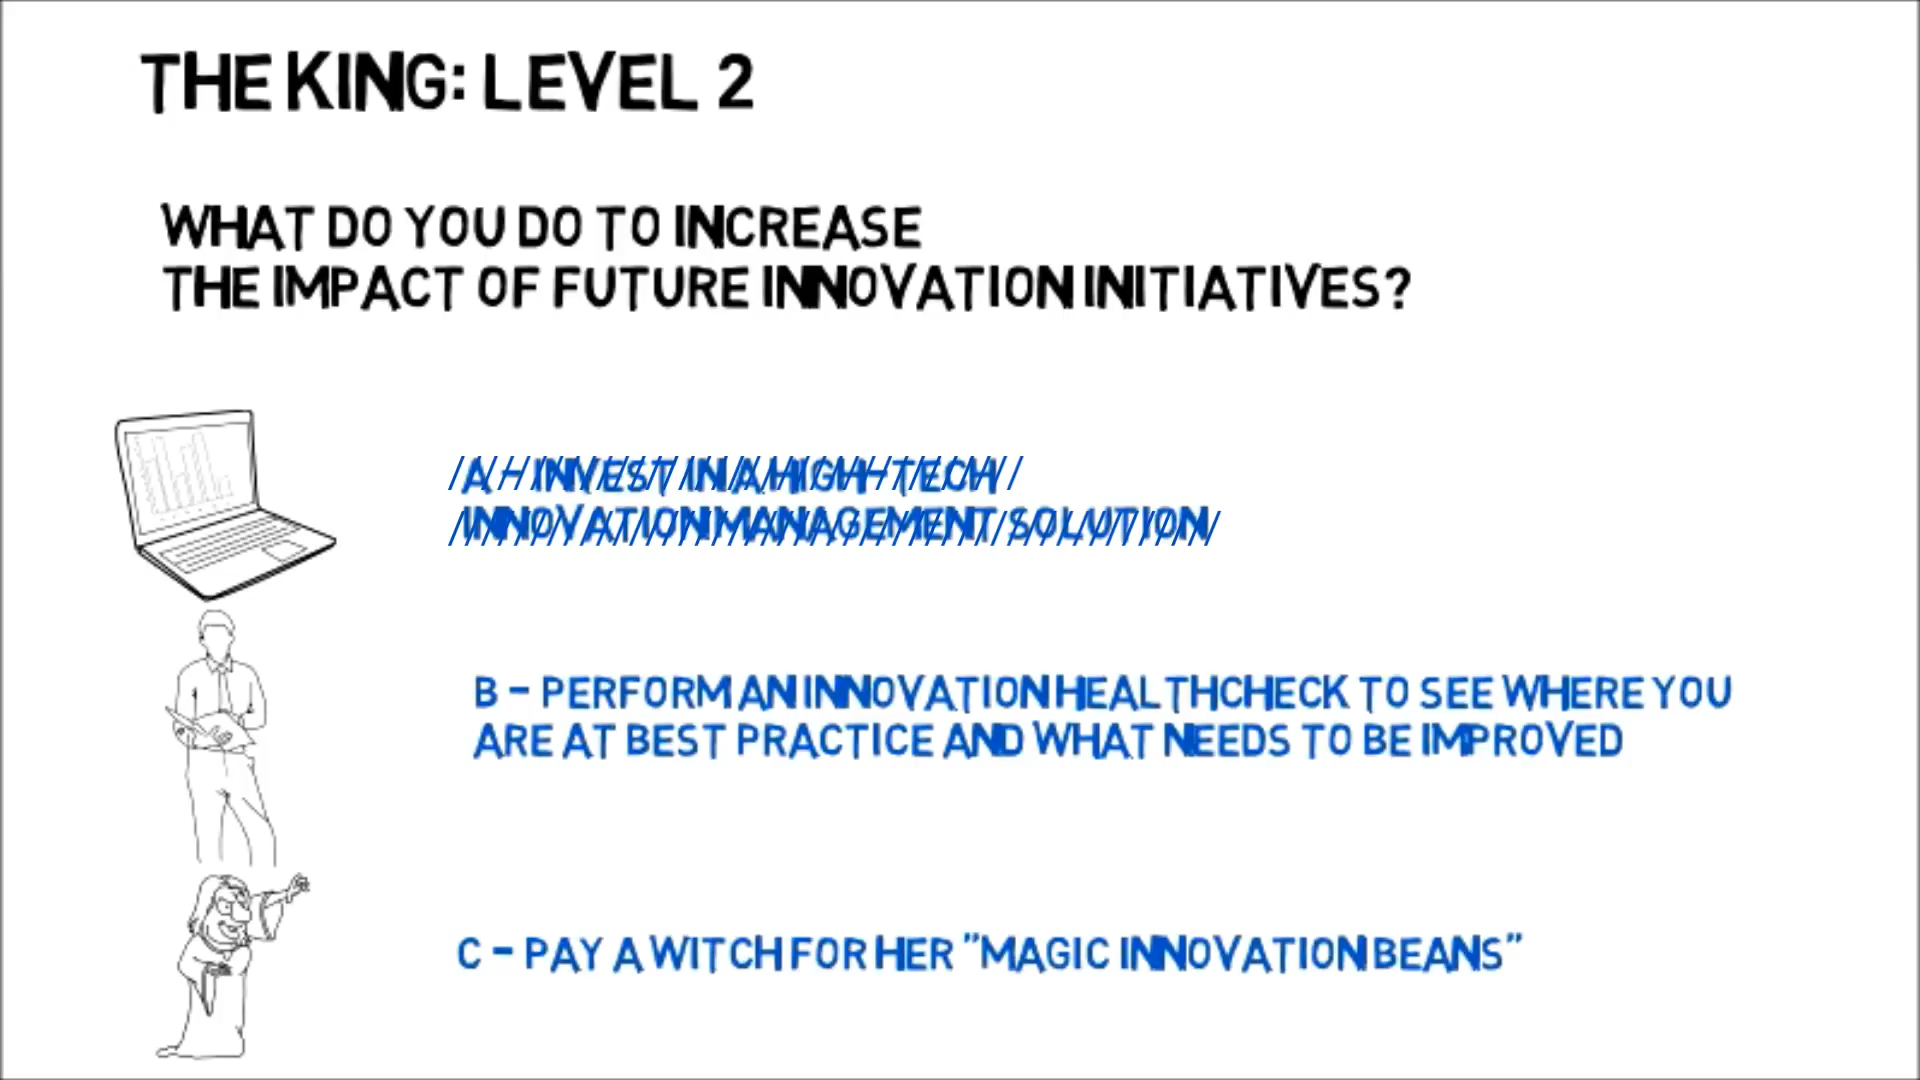 THE KING: LEVEL 2
WHAT DO YOU DO TO INCREASE
THE IMPACT OF FUTURE INNOVATION INITIATIVES?
A - INVEST IN A HIGH-TECH
INNOVATION MANAGEMENT SOLUTION
B - PERFORM AN INNOVATION HEALTHCHECK TO SEE WHERE YOU
ARE AT BEST PRACTICE AND WHAT NEEDS TO BE IMPROVED
C - PAY A WITCH FOR HER "MAGIC INNOVATION BEANS"